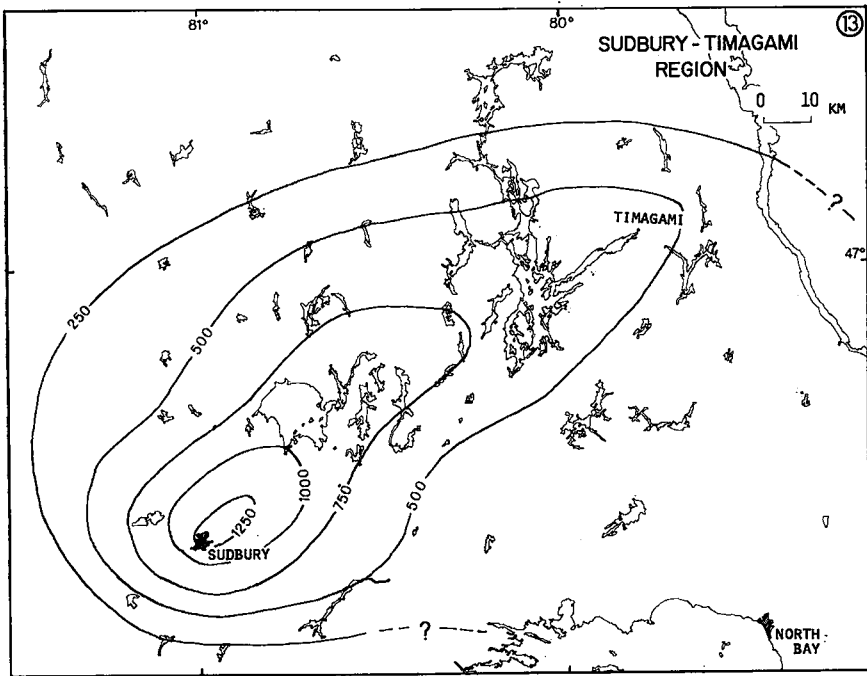 81°
80°
13
SUDBURY - TIMAGAMI
REGION
0 10 KM
?
TIMAGAMI
47°
250
500
1000
750
500
1250
SUDBURY
?
NORTH
BAY